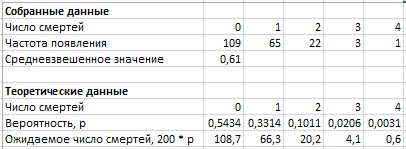 Собранные данные
Число смертей 0 1 2 3 4
Частота появления 109 65 22 3 1
Средневзвешенное значение 0,61
Теоретические данные
Число смертей 0 1 2 3 4
Вероятность, р 0,5434 0,3314 0,1011 0,0206 0,0031
Ожидаемое число смертей, 200 * р 108,7 66,3 20,2 4,1 0,6